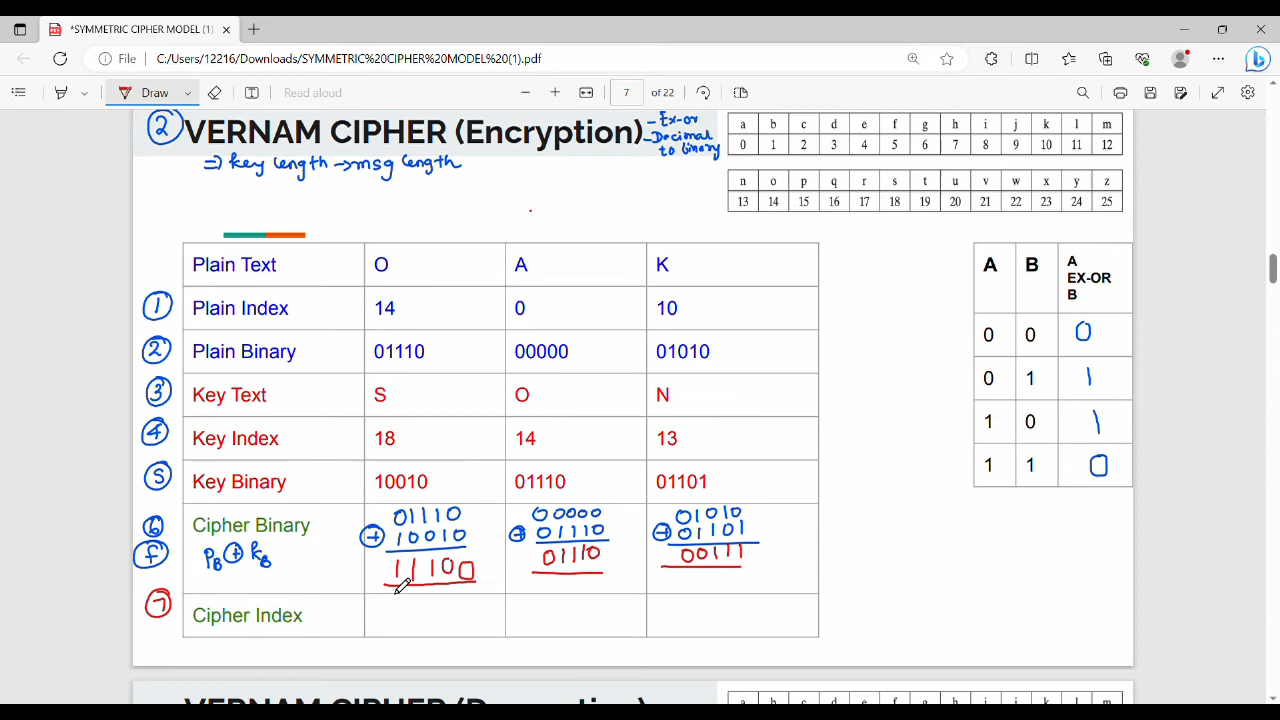 *SYMMETRIC CIPHER MODEL (1)
File C:/Users/12216/Downloads/SYMMETRIC%20CIPHER%20MODEL%20(1).pdf
Draw Read aloud 7 of 22
2 VERNAM CIPHER (Encryption)
- Ex-or
- Decimal
to binary
=> key length → msg length
a b c d e f g h i j k l m
0 1 2 3 4 5 6 7 8 9 10 11 12
n o p q r s t u v w x y z
13 14 15 16 17 18 19 20 21 22 23 24 25
Plain Text O A K
1 Plain Index 14 0 10
2 Plain Binary 01110 00000 01010
3 Key Text S O N
4 Key Index 18 14 13
5 Key Binary 10010 01110 01101
6 Cipher Binary 01110 00000 01010
f PB ⊕ KB ⊕ 10010 ⊕ 01110 ⊕ 01101
11100 01110 00111
7 Cipher Index
A B A EX-OR B
0 0 0
0 1 1
1 0 1
1 1 0